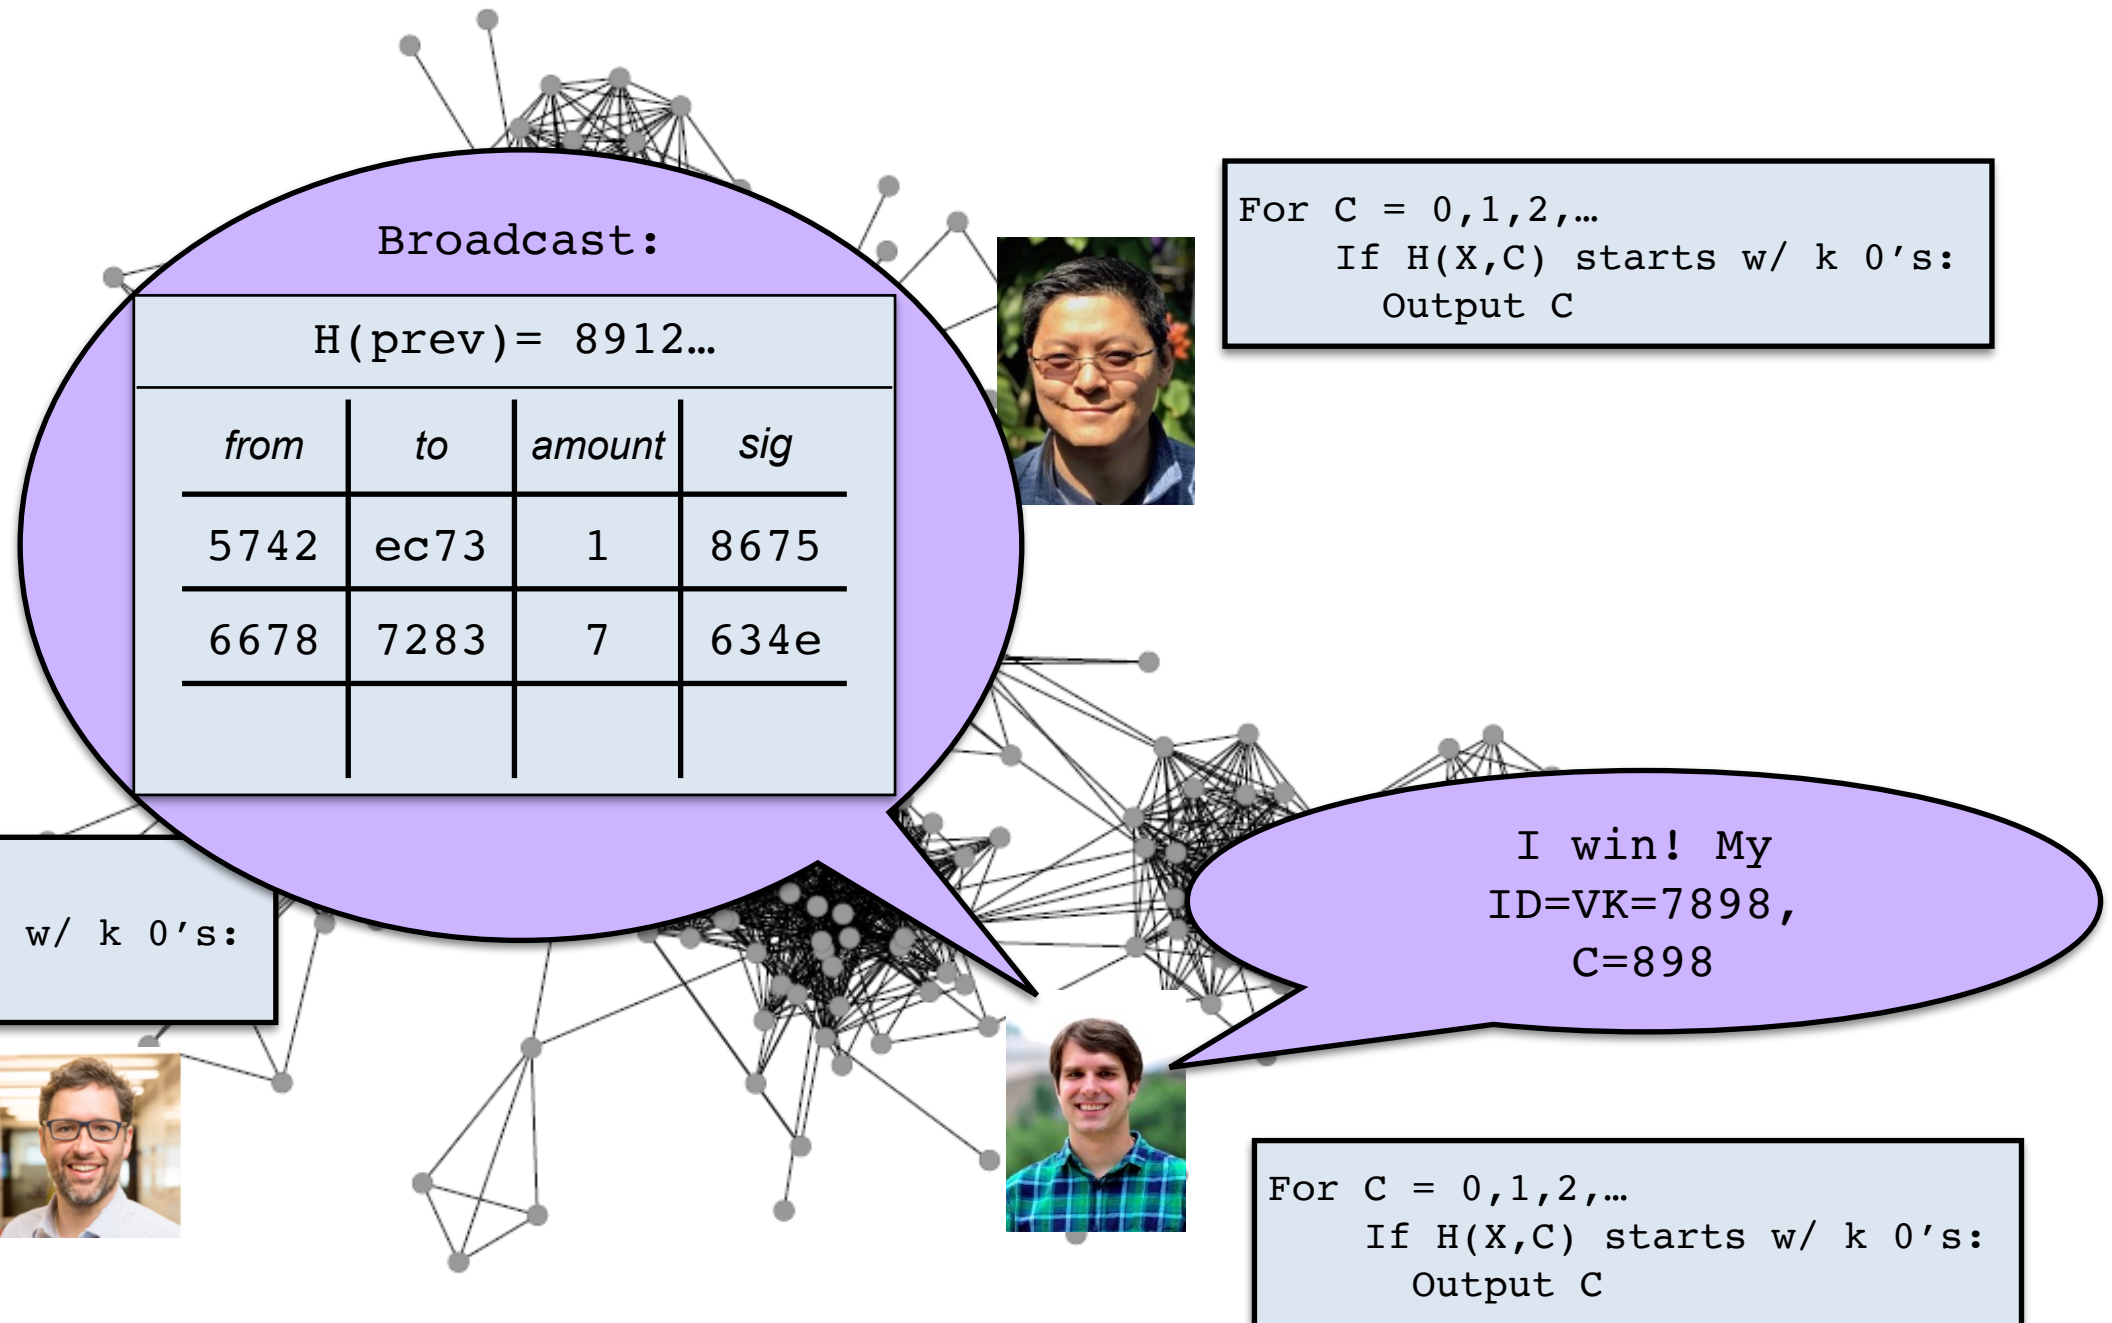 Broadcast:
H(prev)= 8912…
from to amount sig
5742 ec73 1 8675
6678 7283 7 634e
For C = 0,1,2,…
If H(X,C) starts w/ k 0's:
Output C
w/ k 0's:
I win! My
ID=VK=7898,
C=898
For C = 0,1,2,…
If H(X,C) starts w/ k 0's:
Output C